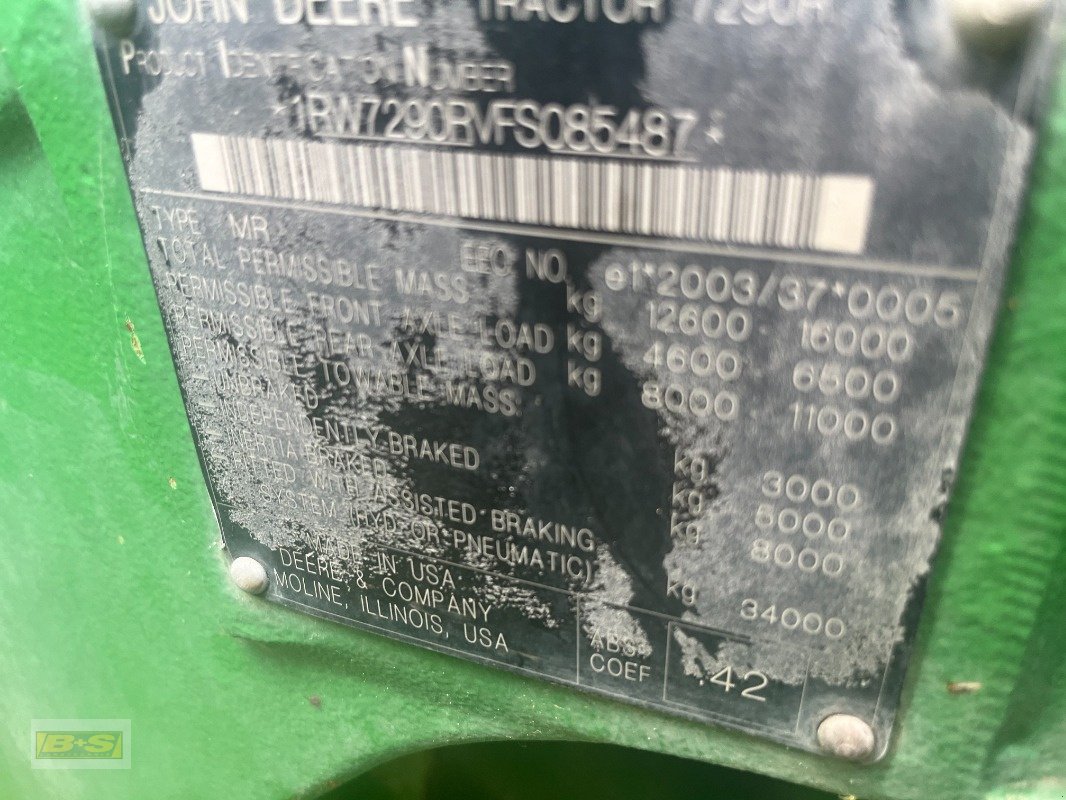 JOHN DEERE TRACTOR 7290R
PRODUCT IDENTIFICATION NUMBER
*1RW7290RVFS085487*
TYPE MR EEC NO. e1*2003/37*0005
TOTAL PERMISSIBLE MASS kg 12600 16000
PERMISSIBLE FRONT AXLE LOAD kg 4600 6500
PERMISSIBLE REAR AXLE LOAD kg 8000 11000
PERMISSIBLE TOWABLE MASS:
UNBRAKED kg 3000
INDEPENDENTLY BRAKED kg 5000
INERTIA BRAKED kg 8000
FITTED WITH ASSISTED BRAKING
SYSTEM (HYD OR PNEUMATIC) kg 34000
MADE IN USA
DEERE & COMPANY
MOLINE, ILLINOIS, USA
ABS.
COEF .42
B+S